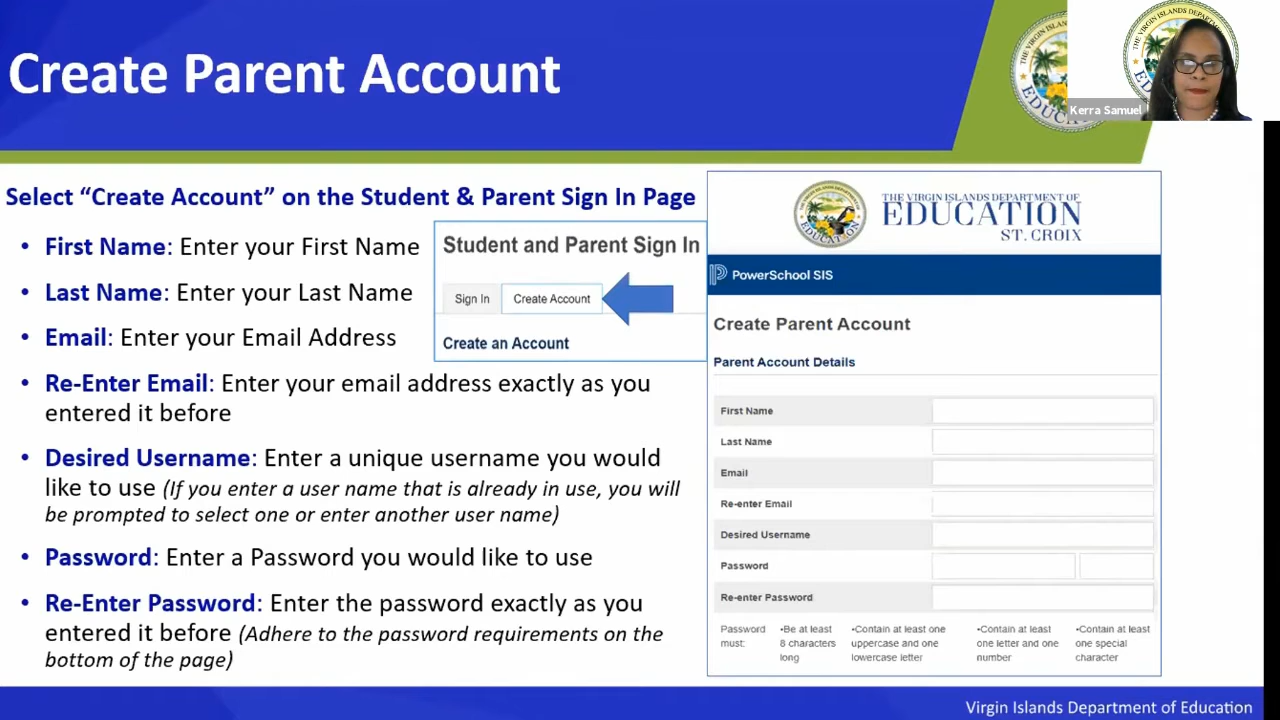 Create Parent Account
Kerra Samuel
Select “Create Account” on the Student & Parent Sign In Page
• First Name: Enter your First Name
• Last Name: Enter your Last Name
• Email: Enter your Email Address
• Re-Enter Email: Enter your email address exactly as you
entered it before
• Desired Username: Enter a unique username you would
like to use (If you enter a user name that is already in use, you will
be prompted to select one or enter another user name)
• Password: Enter a Password you would like to use
• Re-Enter Password: Enter the password exactly as you
entered it before (Adhere to the password requirements on the
bottom of the page)
Student and Parent Sign In
Sign In
Create Account
Create an Account
THE VIRGIN ISLANDS DEPARTMENT OF
EDUCATION
ST. CROIX
PowerSchool SIS
Create Parent Account
Parent Account Details
First Name
Last Name
Email
Re-enter Email
Desired Username
Password
Re-enter Password
Password
must:
•Be at least
8 characters
long
•Contain at least one
uppercase and one
lowercase letter
•Contain at least
one letter and one
number
•Contain at least
one special
character
Virgin Islands Department of Education